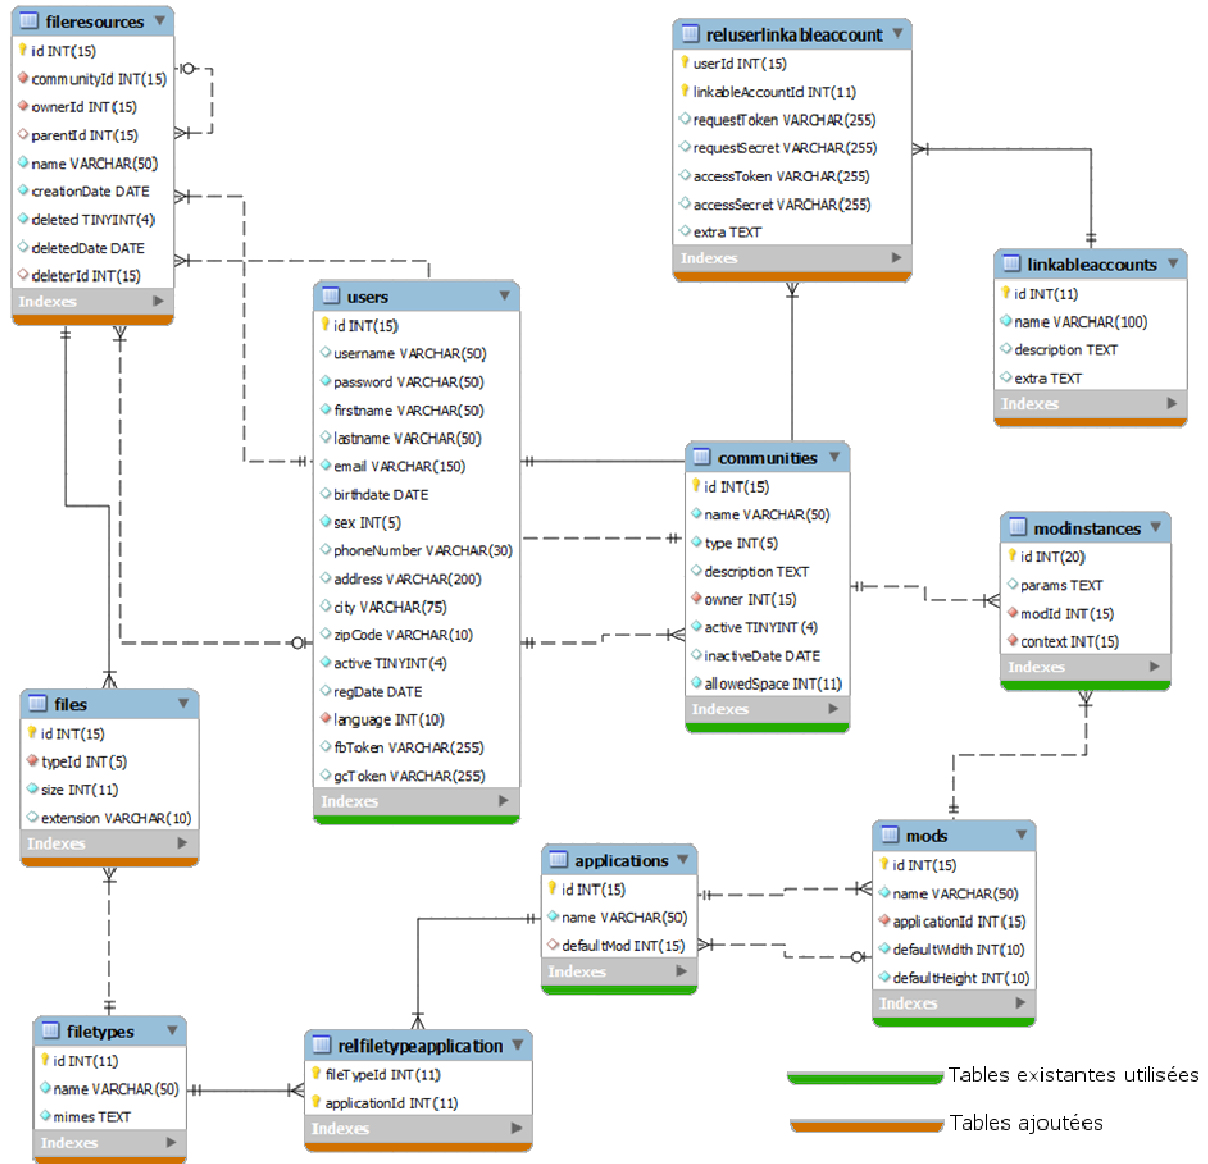 fileresources
id INT(15)
communityId INT(15)
ownerId INT(15)
parentId INT(15)
name VARCHAR(50)
creationDate DATE
deleted TINYINT(4)
deletedDate DATE
deleterId INT(15)
Indexes
reluserlinkableaccount
userId INT(15)
linkableAccountId INT(11)
requestToken VARCHAR(255)
requestSecret VARCHAR(255)
accessToken VARCHAR(255)
accessSecret VARCHAR(255)
extra TEXT
Indexes
linkableaccounts
id INT(11)
name VARCHAR(100)
description TEXT
extra TEXT
Indexes
users
id INT(15)
username VARCHAR(50)
password VARCHAR(50)
firstname VARCHAR(50)
lastname VARCHAR(50)
email VARCHAR(150)
birthdate DATE
sex INT(5)
phoneNumber VARCHAR(30)
address VARCHAR(200)
city VARCHAR(75)
zipCode VARCHAR(10)
active TINYINT(4)
regDate DATE
language INT(10)
fbToken VARCHAR(255)
gcToken VARCHAR(255)
Indexes
communities
id INT(15)
name VARCHAR(50)
type INT(5)
description TEXT
owner INT(15)
active TINYINT(4)
inactiveDate DATE
allowedSpace INT(11)
Indexes
modinstances
id INT(20)
params TEXT
modId INT(15)
context INT(15)
Indexes
files
id INT(15)
typeId INT(5)
size INT(11)
extension VARCHAR(10)
Indexes
applications
id INT(15)
name VARCHAR(50)
defaultMod INT(15)
Indexes
mods
id INT(15)
name VARCHAR(50)
applicationId INT(15)
defaultWidth INT(10)
defaultHeight INT(10)
Indexes
filetypes
id INT(11)
name VARCHAR(50)
mimes TEXT
Indexes
relfiletypeapplication
fileTypeId INT(11)
applicationId INT(11)
Indexes
Tables existantes utilisées
Tables ajoutées